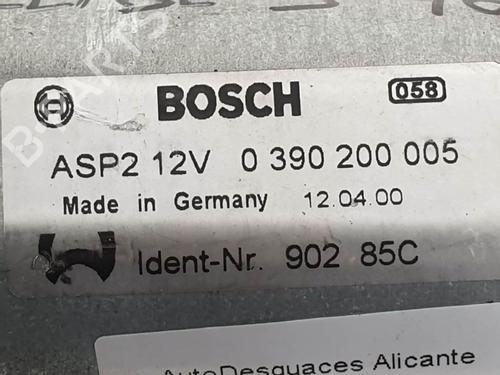 BOSCH
058
ASP2 12V 0 390 200 005
Made in Germany 12.04.00
Ident-Nr. 902 85C
AutoDesguaces Alicante